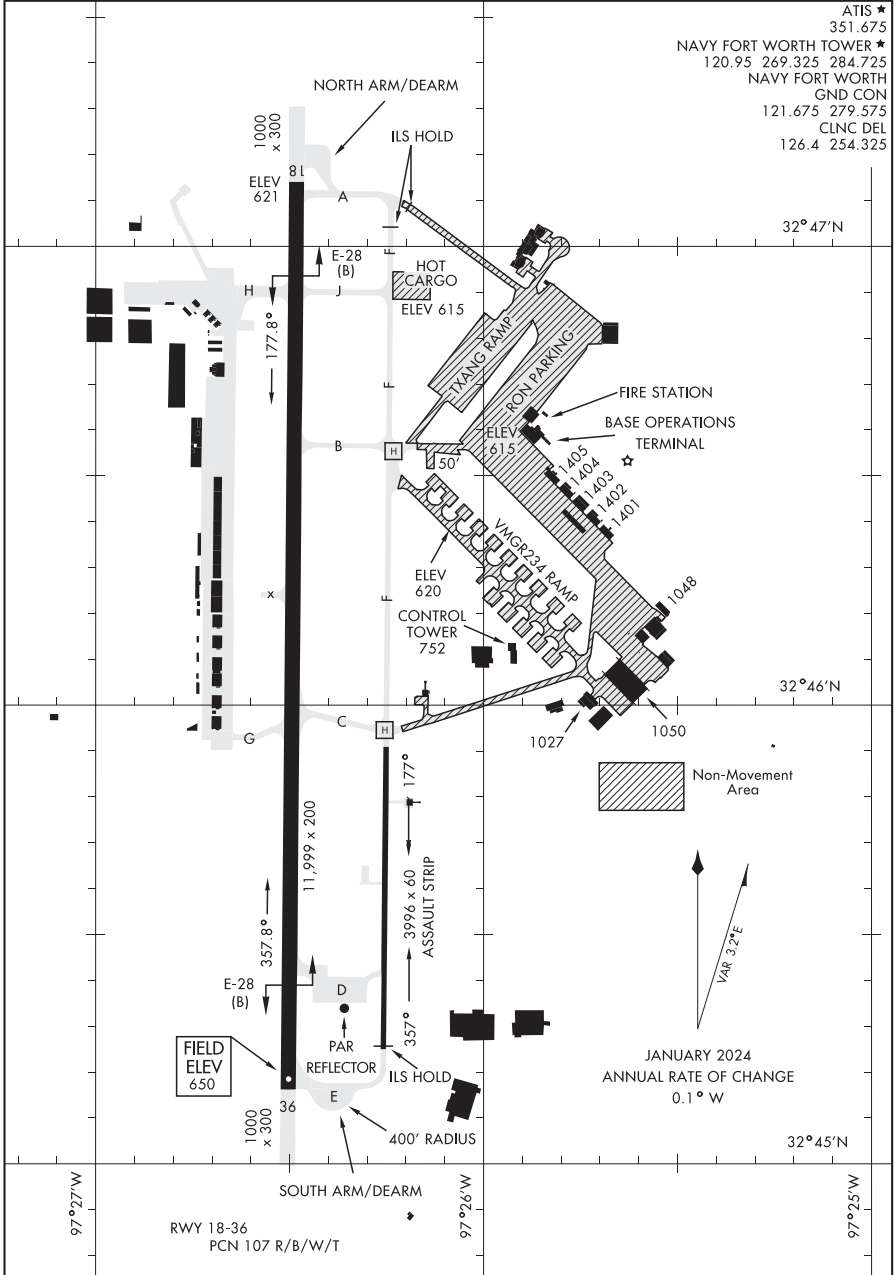 ATIS ★
351.675
NAVY FORT WORTH TOWER ★
120.95 269.325 284.725
NAVY FORT WORTH
GND CON
121.675 279.575
CLNC DEL
126.4 254.325
NORTH ARM/DEARM
1000 x 300
ILS HOLD
18
ELEV
621
A
32°47'N
F
E-28
(B)
HOT
CARGO
H
J
ELEV 615
177.8°
TXANG RAMP
RON PARKING
F
FIRE STATION
BASE OPERATIONS
TERMINAL
ELEV
615
B
H
50'
1405
1404
1403
1402
1401
VMGR234 RAMP
ELEV
620
x
F
1048
CONTROL
TOWER
752
32°46'N
C
H
G
1027
1050
177°
Non-Movement
Area
11,999 x 200
3996 x 60
ASSAULT STRIP
357.8°
VAR 3.2°E
E-28
(B)
D
357°
PAR
REFLECTOR
FIELD
ELEV
650
ILS HOLD
JANUARY 2024
ANNUAL RATE OF CHANGE
0.1° W
E
36
1000 x 300
400' RADIUS
32°45'N
SOUTH ARM/DEARM
97°27'W
97°26'W
97°25'W
RWY 18-36
PCN 107 R/B/W/T